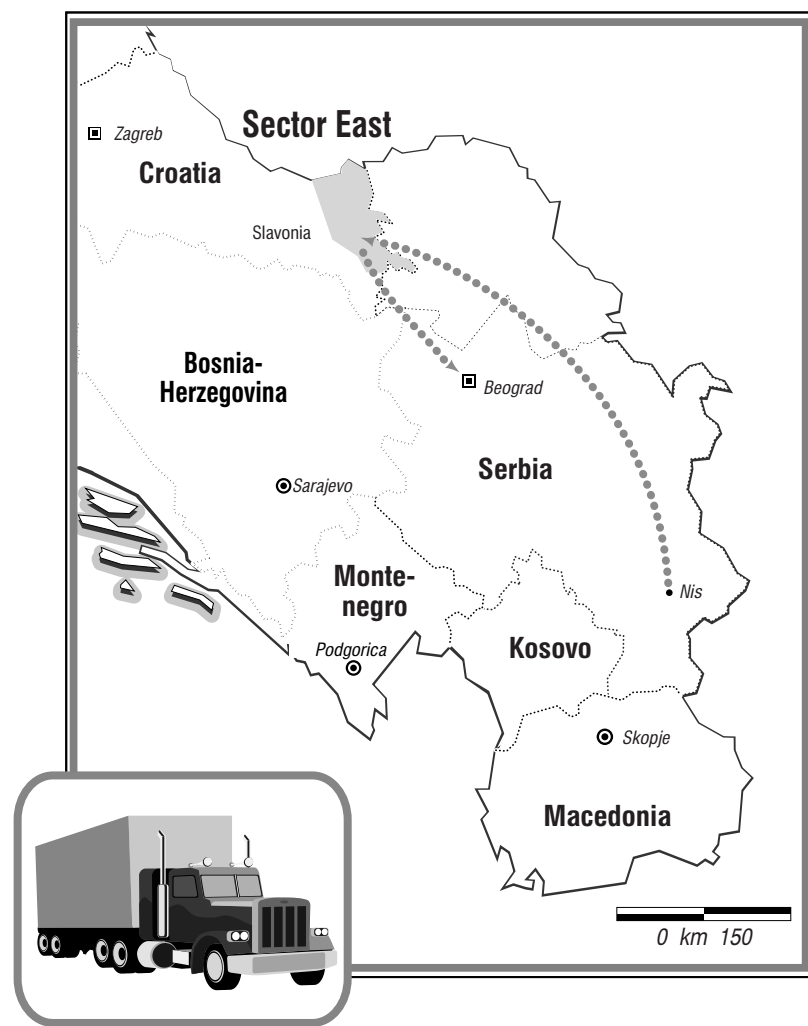 Sector East
Zagreb
Croatia
Slavonia
Bosnia-
Herzegovina
Beograd
Serbia
Sarajevo
Monte-
negro
Nis
Podgorica
Kosovo
Skopje
Macedonia
0 km 150